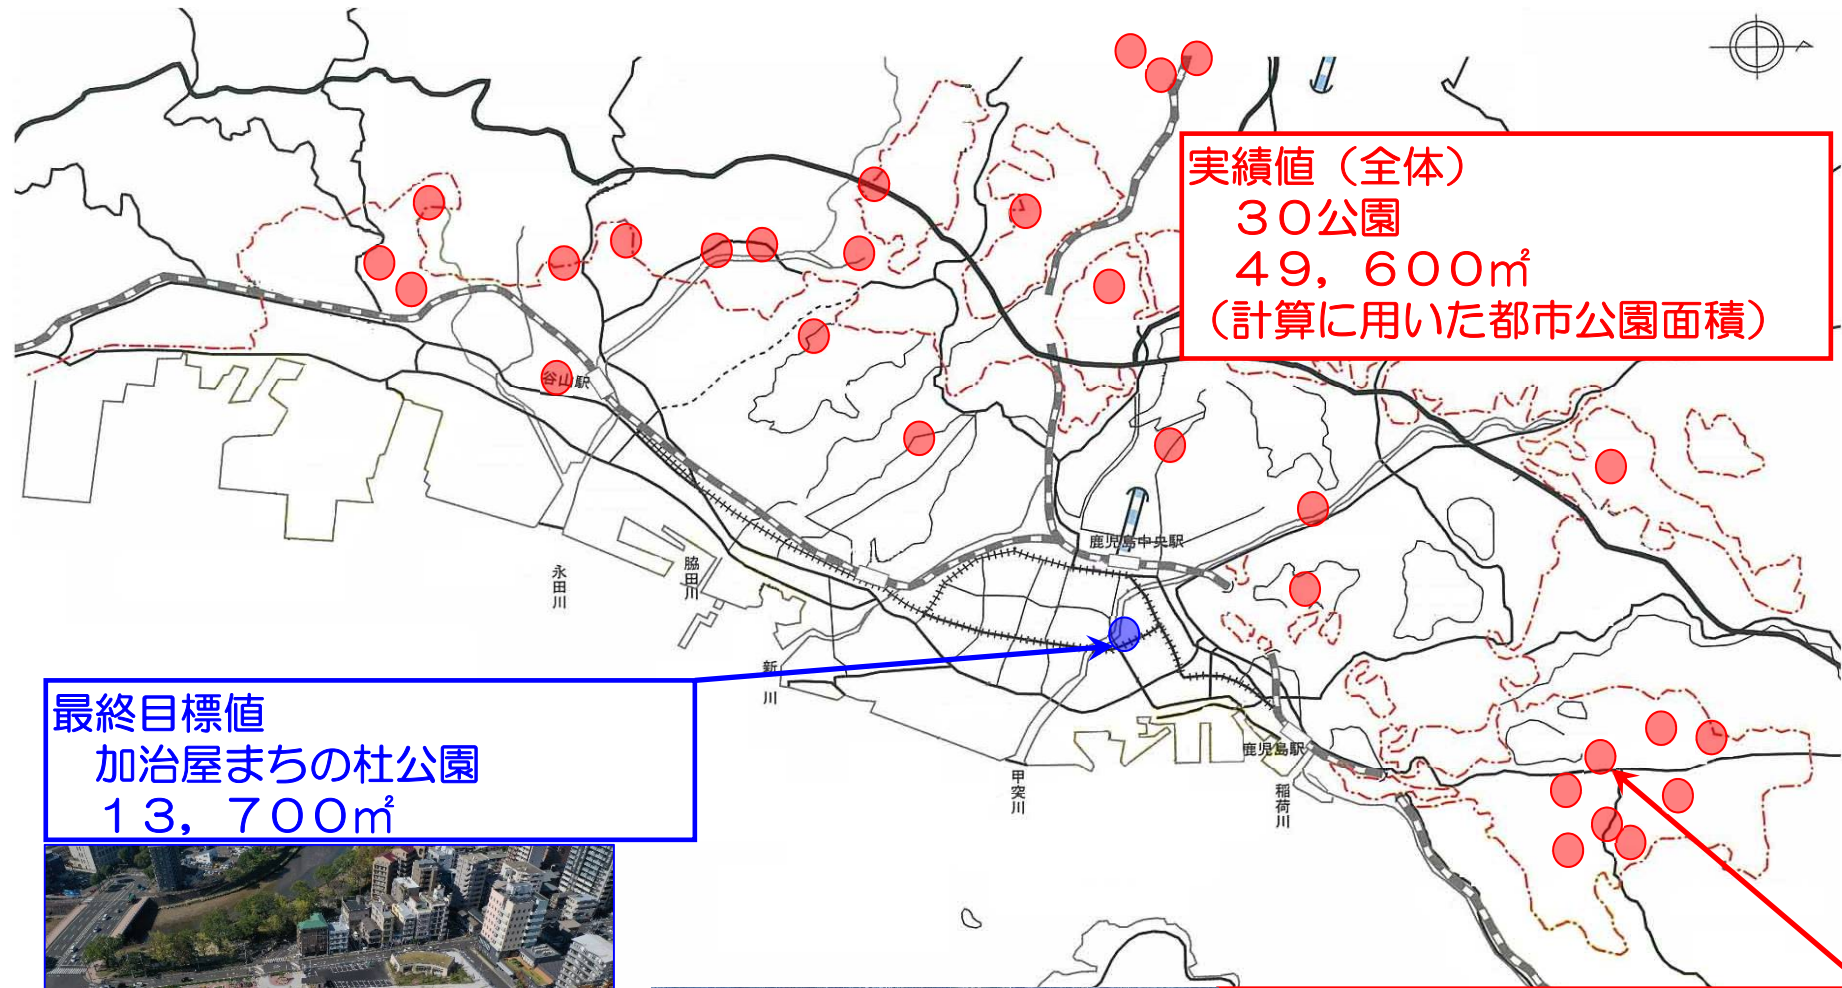 実績値（全体）
３０公園
４９，６００㎡
（計算に用いた都市公園面積）
谷山駅
鹿児島中央駅
永田川
脇田川
新川
甲突川
鹿児島駅
稲荷川
最終目標値
加治屋まちの杜公園
１３，７００㎡